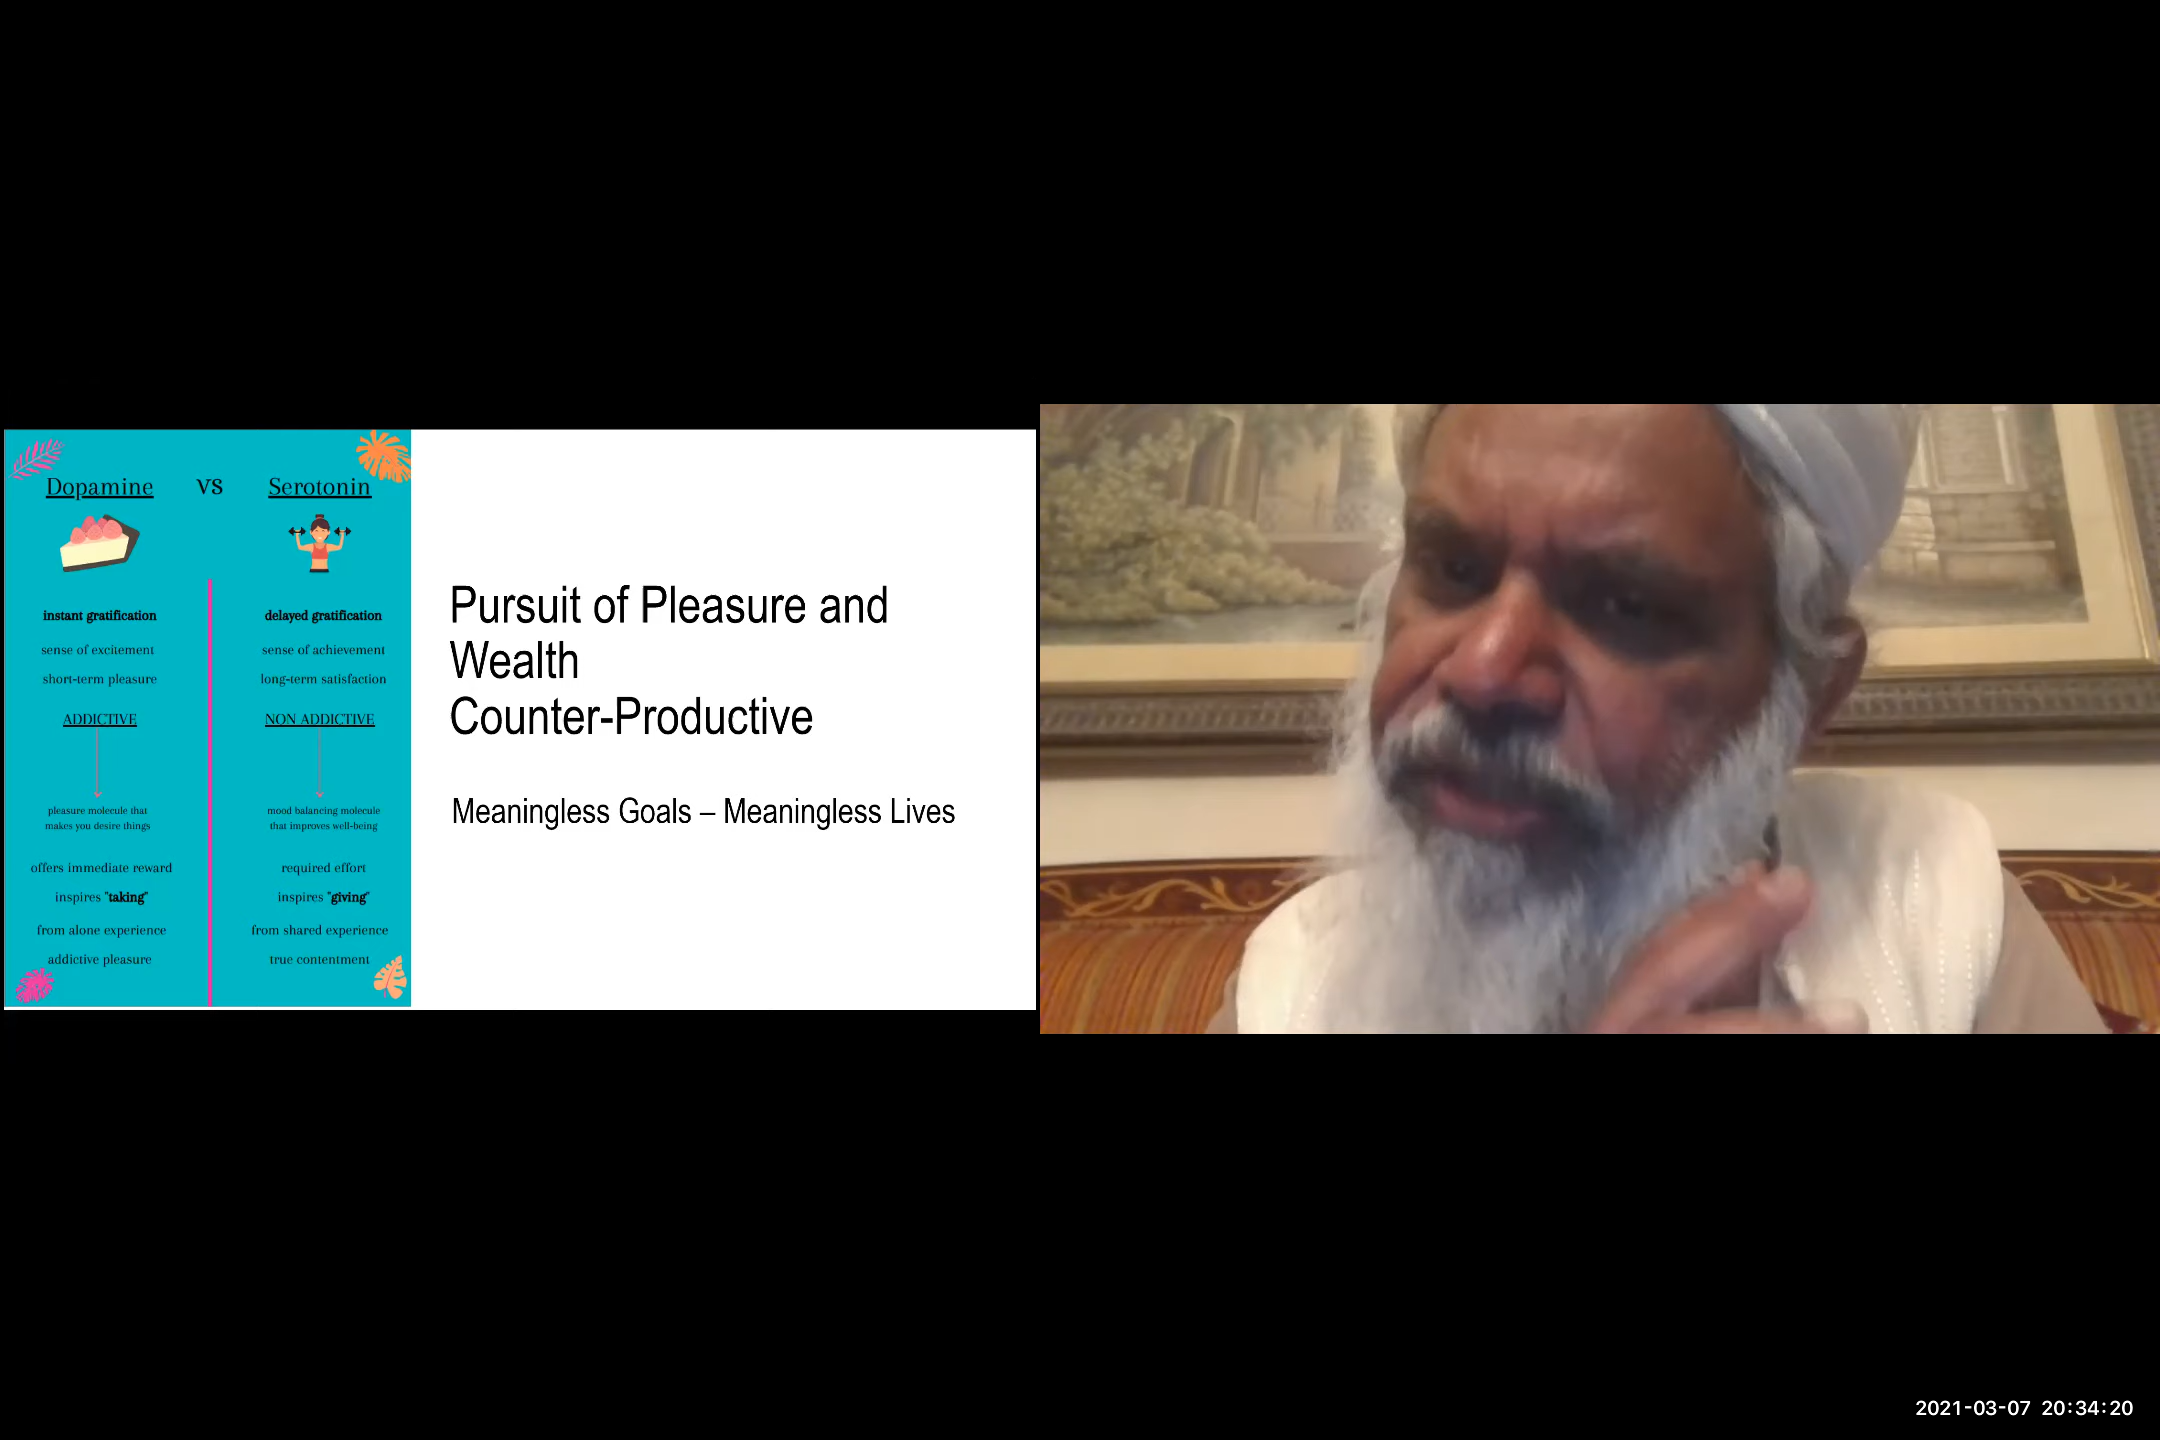 Dopamine VS Serotonin
instant gratification
sense of excitement
short-term pleasure
ADDICTIVE
pleasure molecule that
makes you desire things
offers immediate reward
inspires "taking"
from alone experience
addictive pleasure
delayed gratification
sense of achievement
long-term satisfaction
NON ADDICTIVE
mood balancing molecule
that improves well-being
required effort
inspires "giving"
from shared experience
true contentment
Pursuit of Pleasure and
Wealth
Counter-Productive
Meaningless Goals – Meaningless Lives
2021-03-07 20:34:20